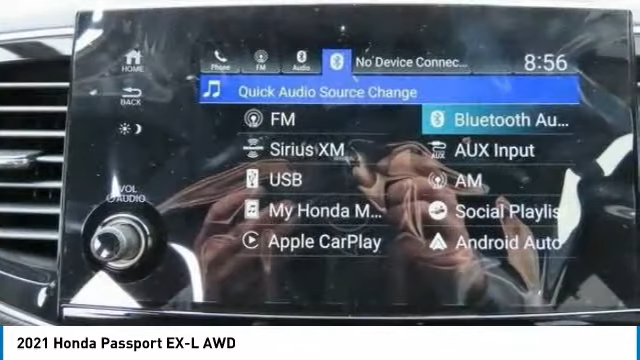 HOME
BACK
VOL
AUDIO
Phone
FM
Audio
No Device Connec...
8:56
Quick Audio Source Change
FM
Bluetooth Au...
Sirius XM
AUX
AUX Input
USB
AM
My Honda M...
Social Playlis
Apple CarPlay
Android Auto
2021 Honda Passport EX-L AWD